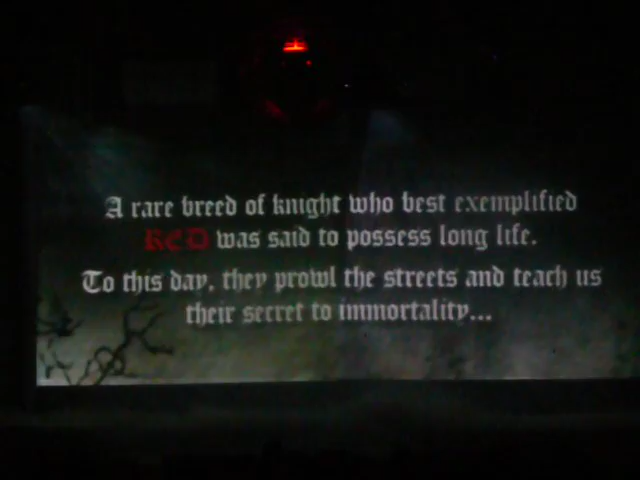 A rare breed of knight who best exemplified
RED was said to possess long life.
To this day, they prowl the streets and teach us
their secret to immortality...